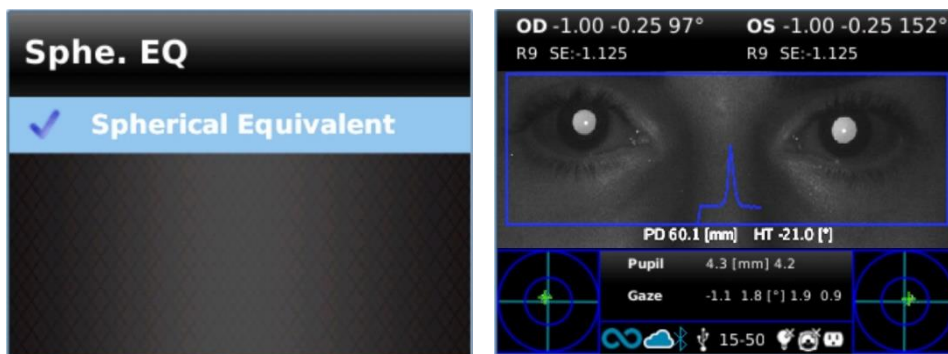 Sphe. EQ
Spherical Equivalent
OD -1.00 -0.25 97° OS -1.00 -0.25 152°
R9 SE:-1.125 R9 SE:-1.125
PD 60.1 [mm] HT -21.0 [°]
Pupil 4.3 [mm] 4.2
Gaze -1.1 1.8 [°] 1.9 0.9
15-50